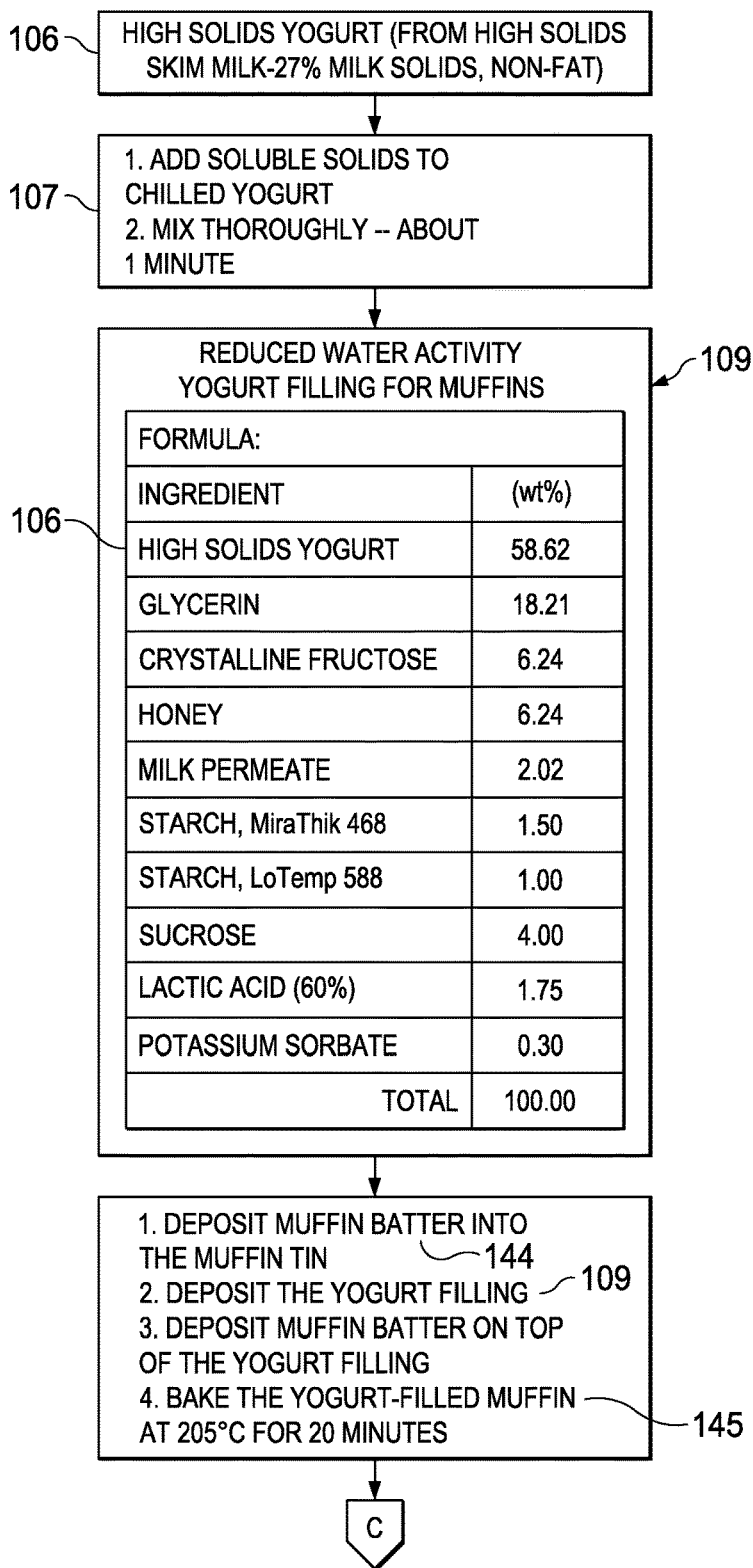 106
HIGH SOLIDS YOGURT (FROM HIGH SOLIDS
SKIM MILK-27% MILK SOLIDS, NON-FAT)
107
1. ADD SOLUBLE SOLIDS TO
CHILLED YOGURT
2. MIX THOROUGHLY -- ABOUT
1 MINUTE
REDUCED WATER ACTIVITY
YOGURT FILLING FOR MUFFINS
109
FORMULA:
INGREDIENT (wt%)
106 HIGH SOLIDS YOGURT 58.62
GLYCERIN 18.21
CRYSTALLINE FRUCTOSE 6.24
HONEY 6.24
MILK PERMEATE 2.02
STARCH, MiraThik 468 1.50
STARCH, LoTemp 588 1.00
SUCROSE 4.00
LACTIC ACID (60%) 1.75
POTASSIUM SORBATE 0.30
TOTAL 100.00
1. DEPOSIT MUFFIN BATTER INTO
THE MUFFIN TIN 144
2. DEPOSIT THE YOGURT FILLING 109
3. DEPOSIT MUFFIN BATTER ON TOP
OF THE YOGURT FILLING
4. BAKE THE YOGURT-FILLED MUFFIN
AT 205°C FOR 20 MINUTES 145
C